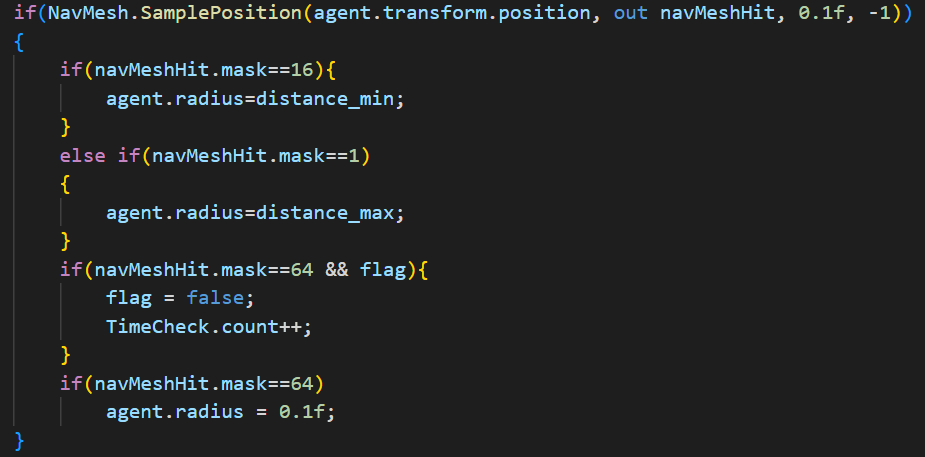 if(NavMesh.SamplePosition(agent.transform.position, out navMeshHit, 0.1f, -1))
{
    if(navMeshHit.mask==16){
        agent.radius=distance_min;
    }
    else if(navMeshHit.mask==1)
    {
        agent.radius=distance_max;
    }
    if(navMeshHit.mask==64 && flag){
        flag = false;
        TimeCheck.count++;
    }
    if(navMeshHit.mask==64)
        agent.radius = 0.1f;
}